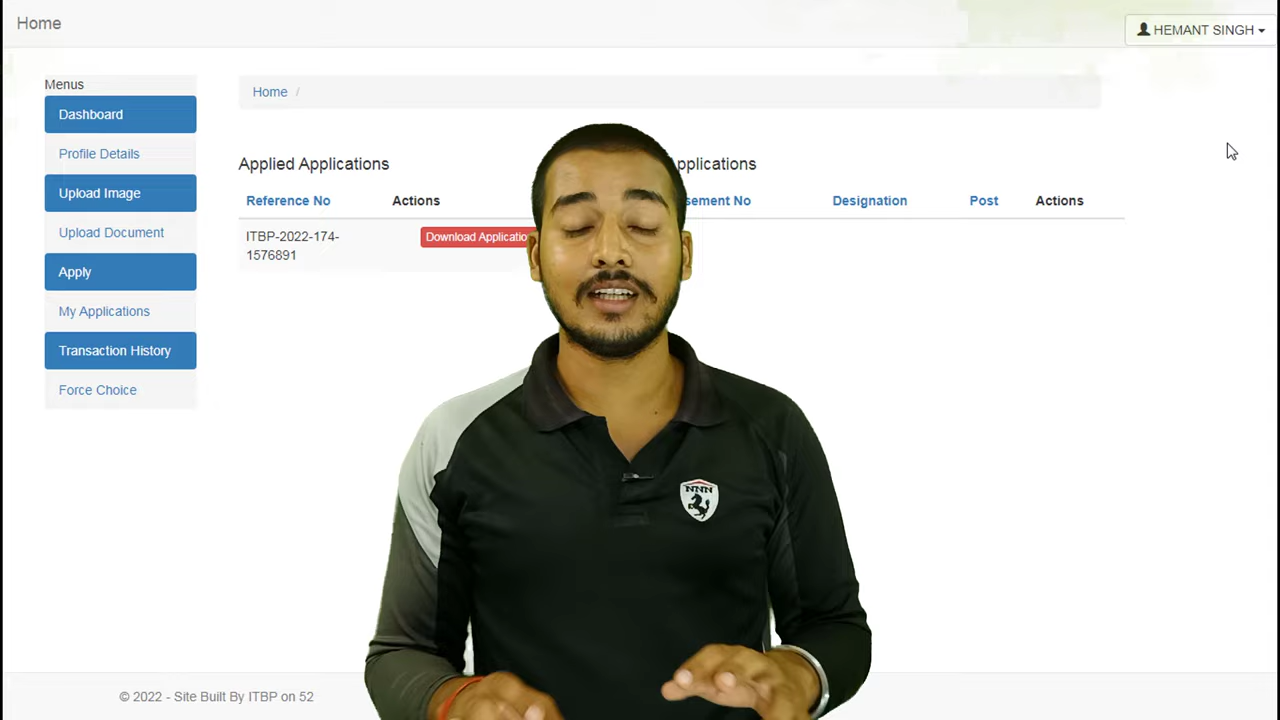 Home
HEMANT SINGH
Menus
Dashboard
Profile Details
Upload Image
Upload Document
Apply
My Applications
Transaction History
Force Choice
Home /
Applied Applications
Reference No Actions
ITBP-2022-174-
1576891
Download
pplications
sement No Designation Post Actions
NNN
© 2022 - Site Built By ITBP on 52